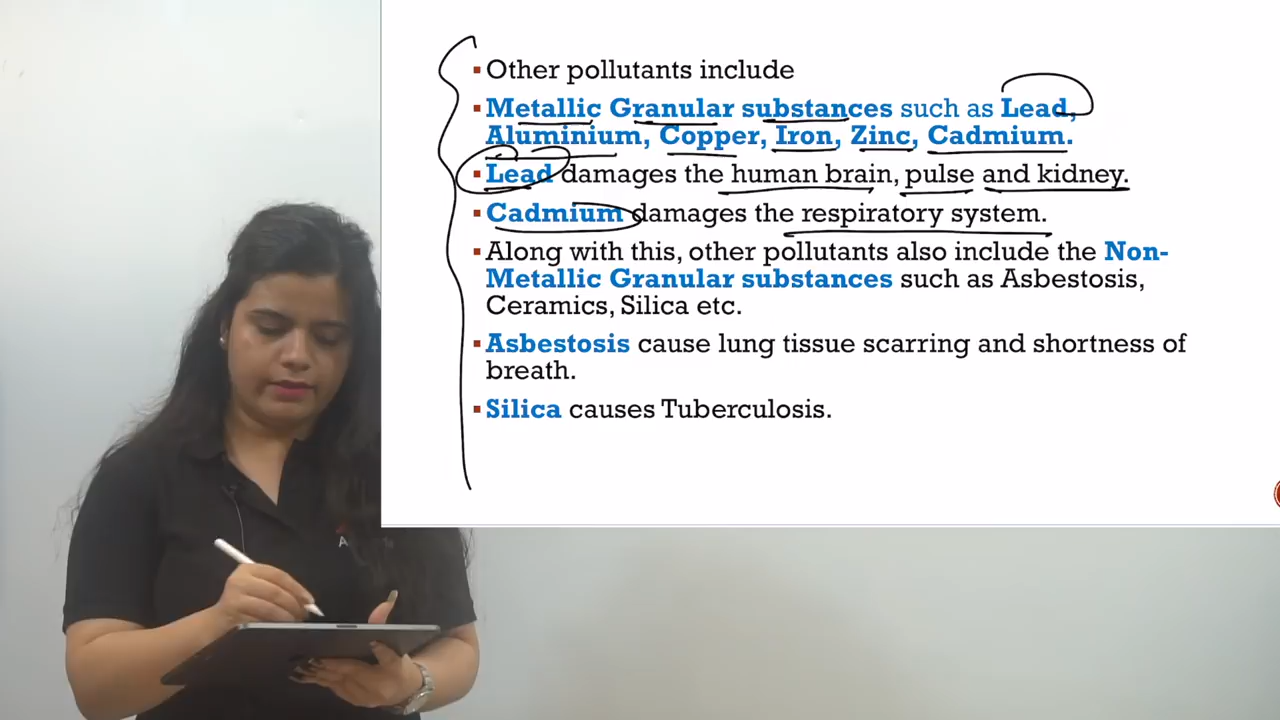 Other pollutants include
Metallic Granular substances such as Lead,
Aluminium, Copper, Iron, Zinc, Cadmium.
Lead damages the human brain, pulse and kidney.
Cadmium damages the respiratory system.
Along with this, other pollutants also include the Non-
Metallic Granular substances such as Asbestosis,
Ceramics, Silica etc.
Asbestosis cause lung tissue scarring and shortness of
breath.
Silica causes Tuberculosis.